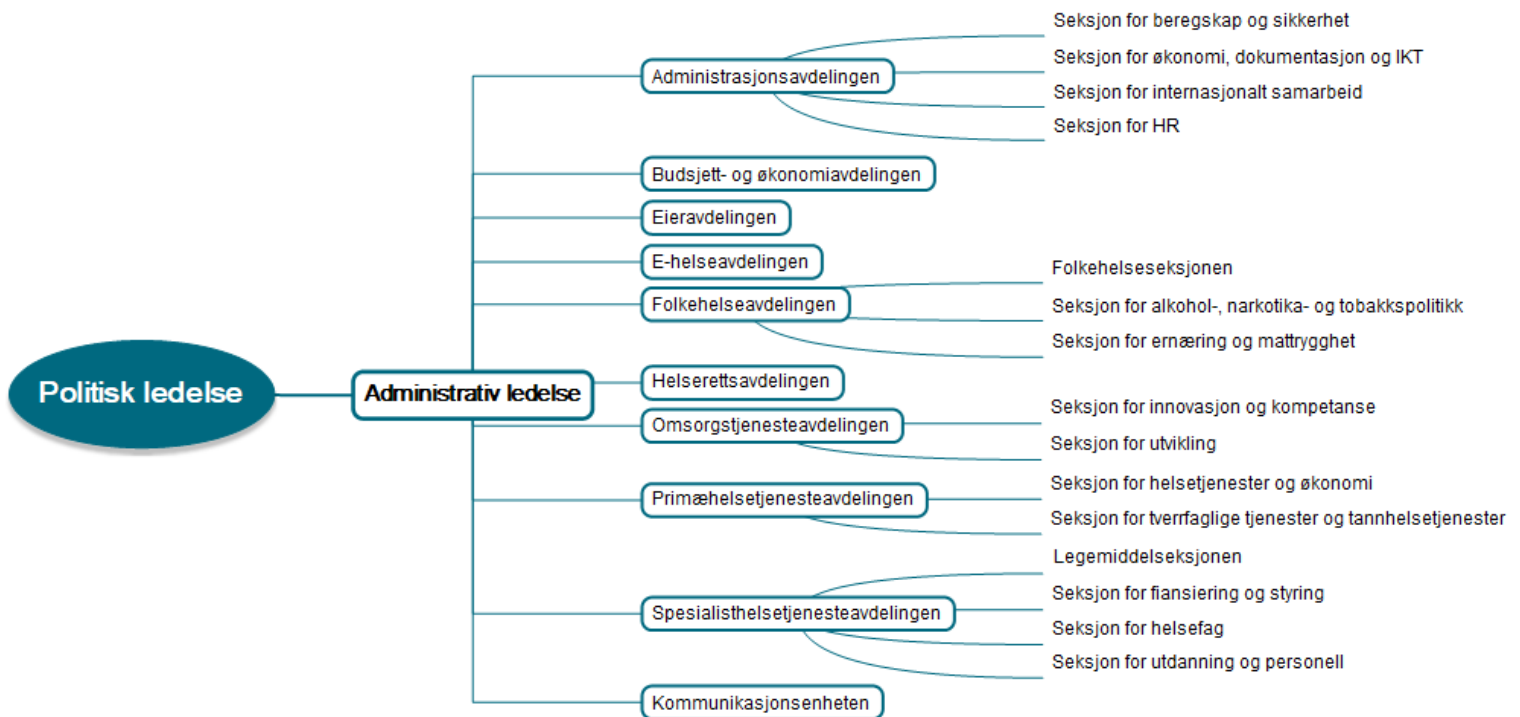 Politisk ledelse
Administrativ ledelse
Administrasjonsavdelingen
Seksjon for beregskap og sikkerhet
Seksjon for økonomi, dokumentasjon og IKT
Seksjon for internasjonalt samarbeid
Seksjon for HR
Budsjett- og økonomiavdelingen
Eieravdelingen
E-helseavdelingen
Folkehelseavdelingen
Folkehelseseksjonen
Seksjon for alkohol-, narkotika- og tobakkspolitikk
Seksjon for ernæring og mattrygghet
Helserettsavdelingen
Omsorgstjenesteavdelingen
Seksjon for innovasjon og kompetanse
Seksjon for utvikling
Primæhelsetjenesteavdelingen
Seksjon for helsetjenester og økonomi
Seksjon for tverrfaglige tjenester og tannhelsetjenester
Spesialisthelsetjenesteavdelingen
Legemiddelseksjonen
Seksjon for fiansiering og styring
Seksjon for helsefag
Seksjon for utdanning og personell
Kommunikasjonsenheten